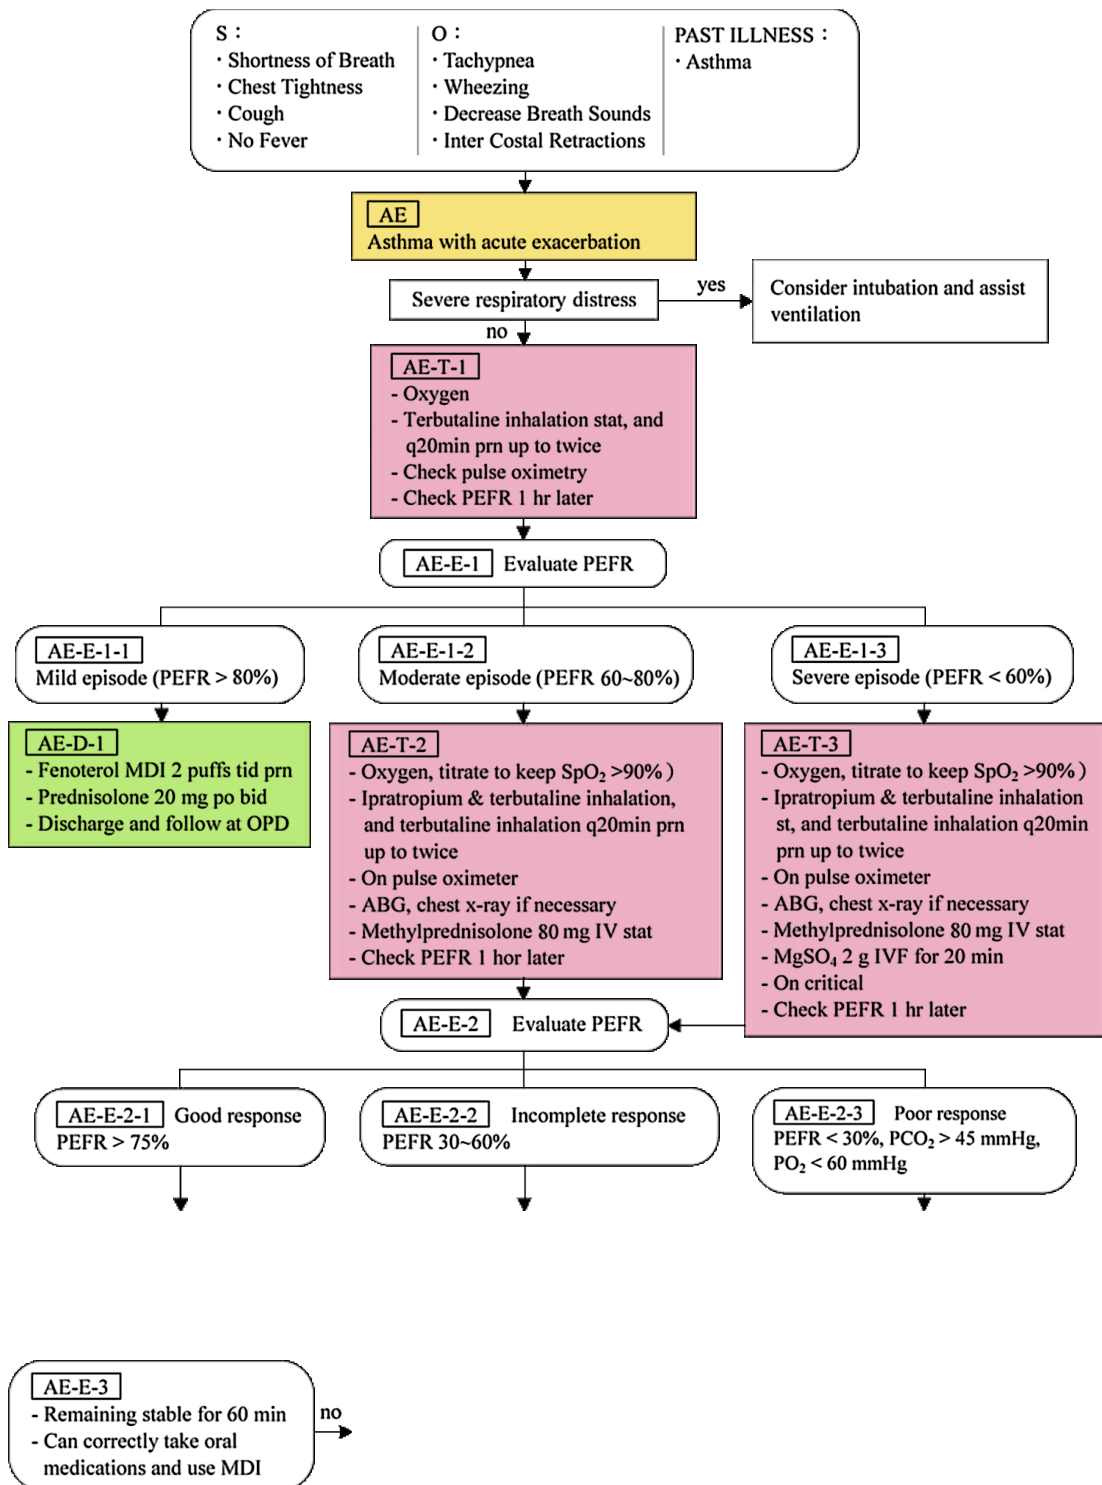 S：
· Shortness of Breath
· Chest Tightness
· Cough
· No Fever
O：
· Tachypnea
· Wheezing
· Decrease Breath Sounds
· Inter Costal Retractions
PAST ILLNESS：
· Asthma
AE
Asthma with acute exacerbation
Severe respiratory distress
yes
Consider intubation and assist
ventilation
no
AE-T-1
- Oxygen
- Terbutaline inhalation stat, and
q20min prn up to twice
- Check pulse oximetry
- Check PEFR 1 hr later
AE-E-1 Evaluate PEFR
AE-E-1-1
Mild episode (PEFR > 80%)
AE-E-1-2
Moderate episode (PEFR 60~80%)
AE-E-1-3
Severe episode (PEFR < 60%)
AE-D-1
- Fenoterol MDI 2 puffs tid prn
- Prednisolone 20 mg po bid
- Discharge and follow at OPD
AE-T-2
- Oxygen, titrate to keep SpO₂ >90%）
- Ipratropium & terbutaline inhalation,
and terbutaline inhalation q20min prn
up to twice
- On pulse oximeter
- ABG, chest x-ray if necessary
- Methylprednisolone 80 mg IV stat
- Check PEFR 1 hor later
AE-T-3
- Oxygen, titrate to keep SpO₂ >90%）
- Ipratropium & terbutaline inhalation
st, and terbutaline inhalation q20min
prn up to twice
- On pulse oximeter
- ABG, chest x-ray if necessary
- Methylprednisolone 80 mg IV stat
- MgSO₄ 2 g IVF for 20 min
- On critical
- Check PEFR 1 hr later
AE-E-2 Evaluate PEFR
AE-E-2-1 Good response
PEFR > 75%
AE-E-2-2 Incomplete response
PEFR 30~60%
AE-E-2-3 Poor response
PEFR < 30%, PCO₂ > 45 mmHg,
PO₂ < 60 mmHg
AE-E-3
- Remaining stable for 60 min
- Can correctly take oral
medications and use MDI
no